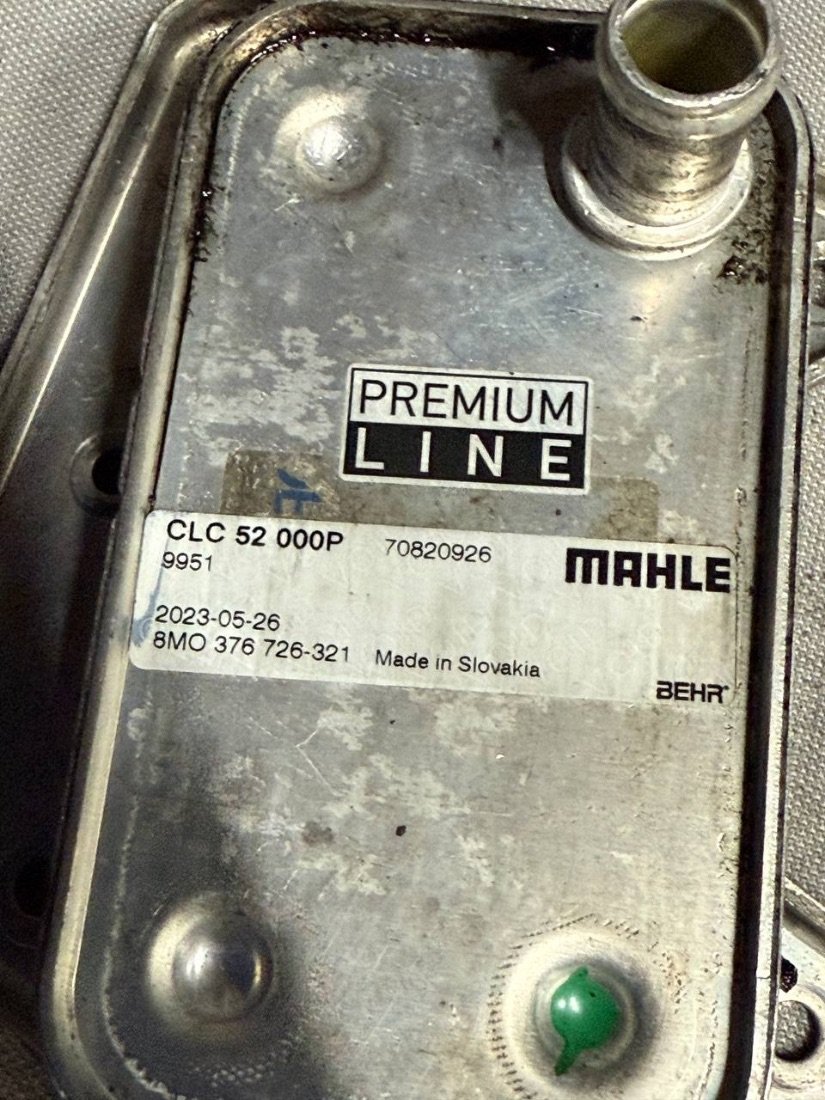 PREMIUM
LINE
CLC 52 000P 70820926 MAHLE
9951
2023-05-26
8MO 376 726-321 Made in Slovakia
BEHR